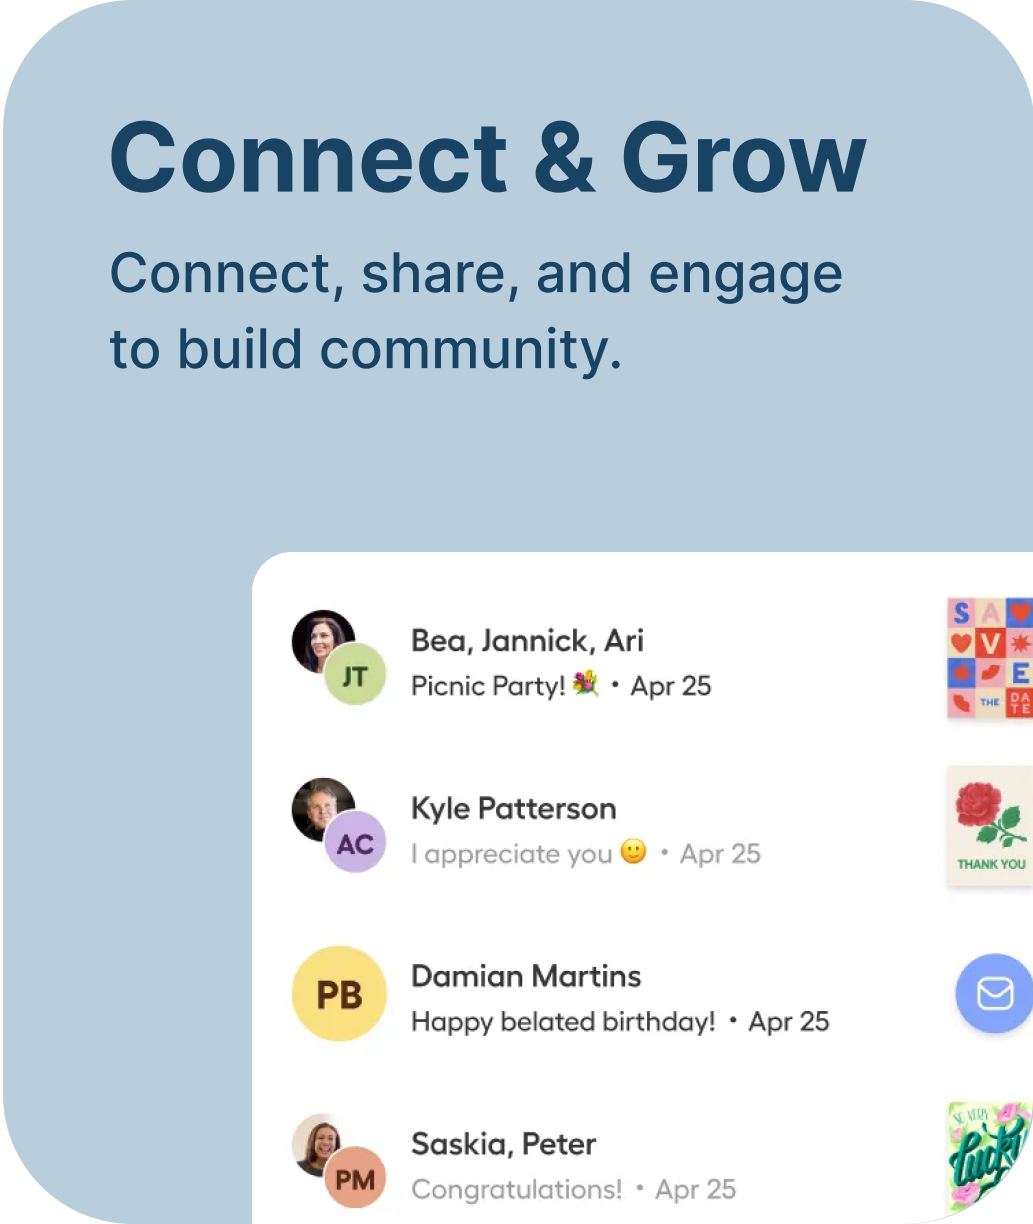 Connect & Grow
Connect, share, and engage
to build community.
Bea, Jannick, Ari
JT
Picnic Party! 💐 • Apr 25
S A
V
E
THE DA
TE
Kyle Patterson
AC
I appreciate you 🙂 • Apr 25
THANK YOU
Damian Martins
PB
Happy belated birthday! • Apr 25
SO VERY
Lucky
Saskia, Peter
PM
Congratulations! • Apr 25